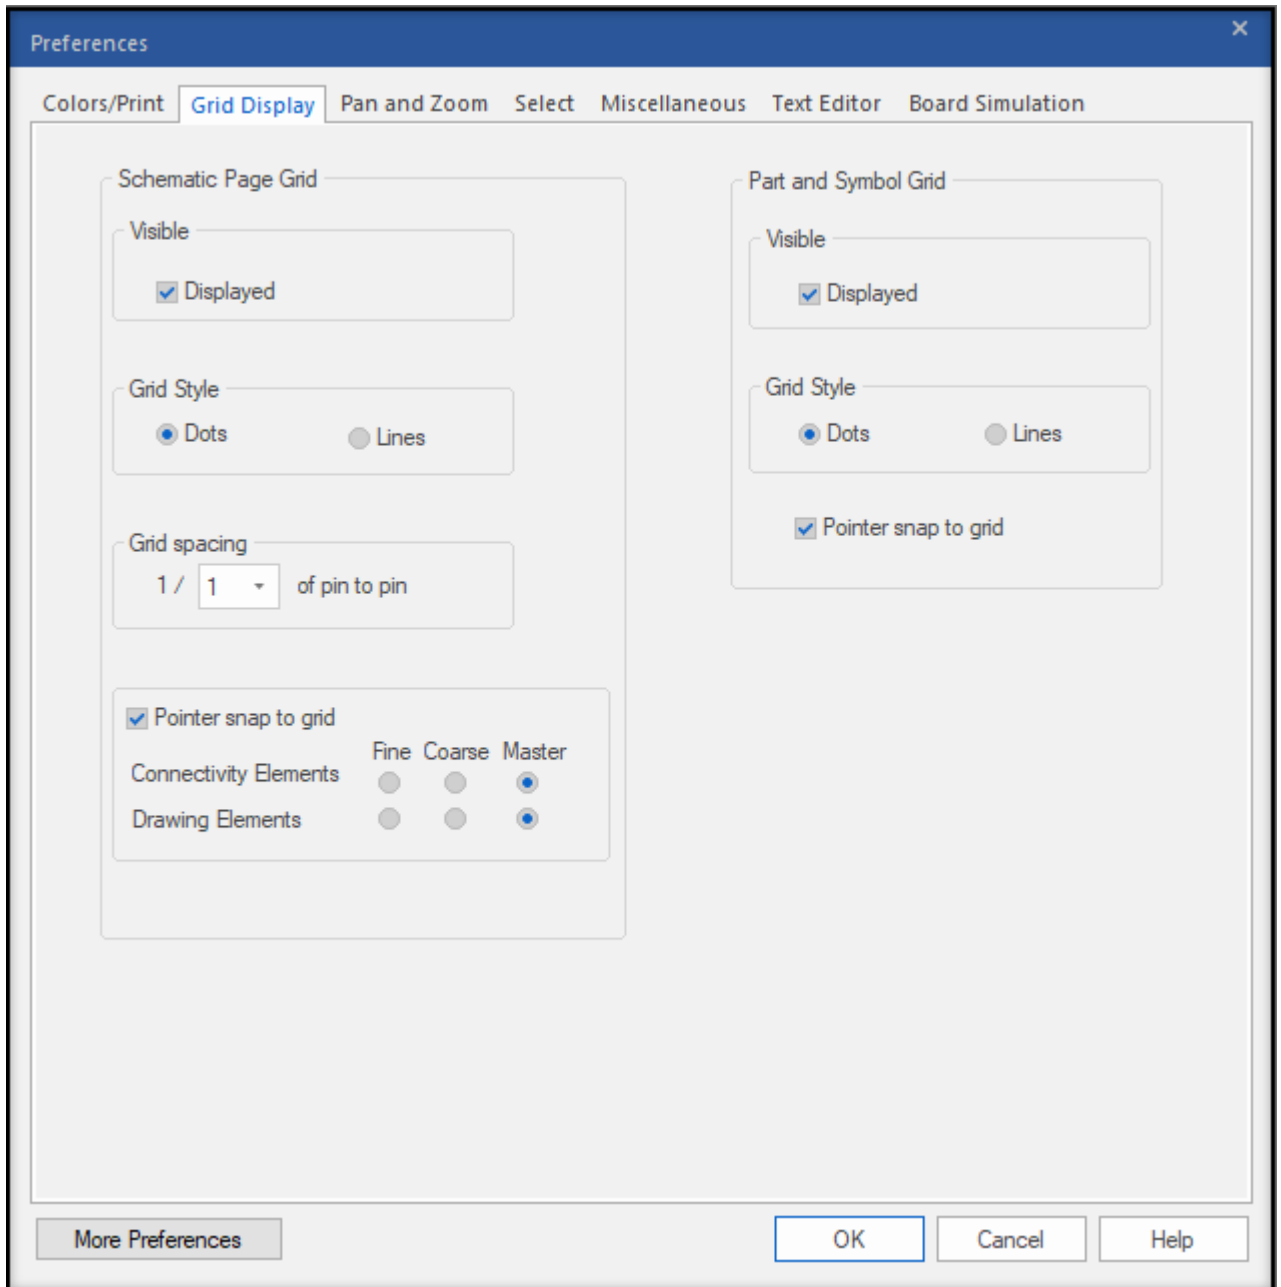 Preferences
Colors/Print Grid Display Pan and Zoom Select Miscellaneous Text Editor Board Simulation
Schematic Page Grid
Visible
Displayed
Grid Style
Dots Lines
Grid spacing
1 / 1 of pin to pin
Pointer snap to grid
Fine Coarse Master
Connectivity Elements
Drawing Elements
Part and Symbol Grid
Visible
Displayed
Grid Style
Dots Lines
Pointer snap to grid
More Preferences OK Cancel Help